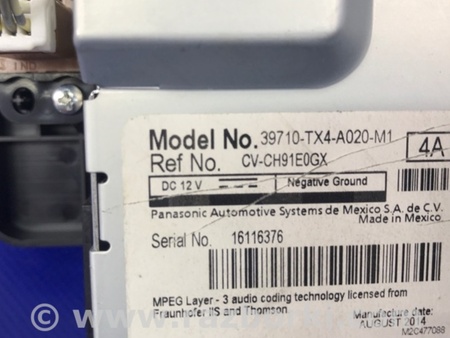 Model No. 39710-TX4-A020-M1
4A
Ref No. CV-CH91E0GX
DC 12 V Negative Ground
Panasonic Automotive Systems de Mexico S.A. de C.V.
Made in Mexico
Serial No. 16116376
MPEG Layer - 3 audio coding technology licensed from
Fraunhofer IIS and Thomson.
Manufacture date:
AUGUST 2014
M2C477088